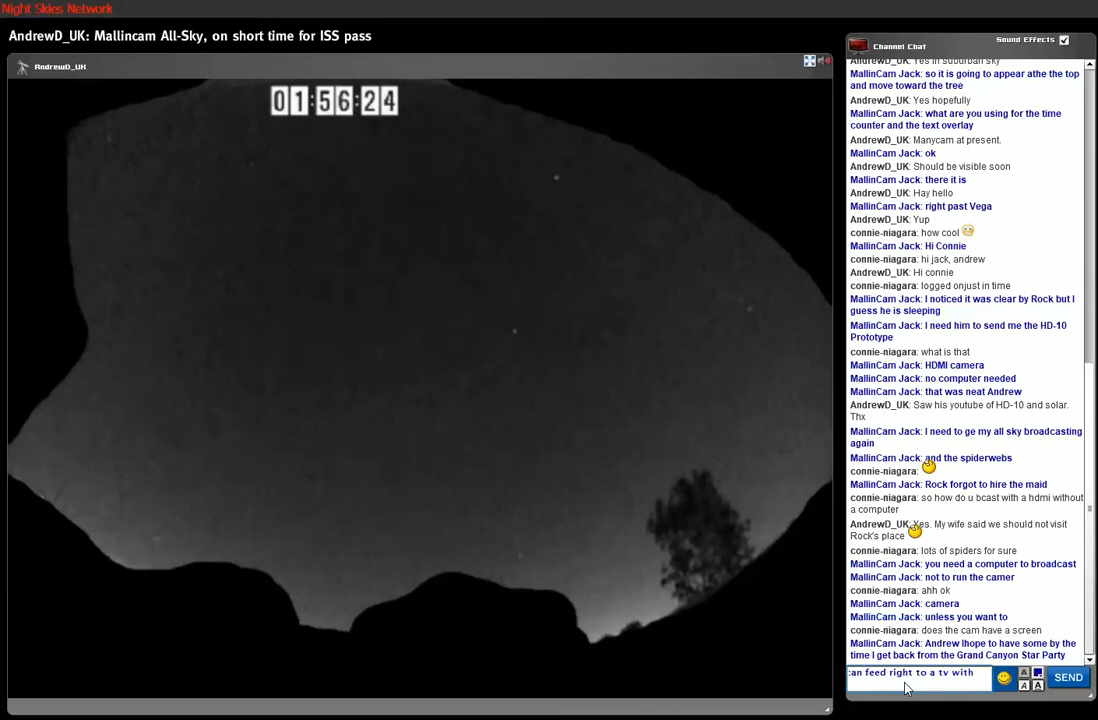 Night Skies Network
AndrewD_UK: Mallincam All-Sky, on short time for ISS pass
AndrewD_UK
01:56:24
Sound Effects
Channel Chat
AndrewD_UK: Yes in suburban sky
MallinCam Jack: so it is going to appear athe the top
and move toward the tree
AndrewD_UK: Yes hopefully
MallinCam Jack: what are you using for the time
counter and the text overlay
AndrewD_UK: Manycam at present.
MallinCam Jack: ok
AndrewD_UK: Should be visible soon
MallinCam Jack: there it is
AndrewD_UK: Hay hello
MallinCam Jack: right past Vega
AndrewD_UK: Yup
connie-niagara: how cool
MallinCam Jack: Hi Connie
connie-niagara: hi jack, andrew
AndrewD_UK: Hi connie
connie-niagara: logged onjust in time
MallinCam Jack: I noticed it was clear by Rock but I
guess he is sleeping
MallinCam Jack: I need him to send me the HD-10
Prototype
connie-niagara: what is that
MallinCam Jack: HDMI camera
MallinCam Jack: no computer needed
MallinCam Jack: that was neat Andrew
AndrewD_UK: Saw his youtube of HD-10 and solar.
Thx
MallinCam Jack: I need to ge my all sky broadcasting
again
MallinCam Jack: and the spiderwebs
connie-niagara:
MallinCam Jack: Rock forgot to hire the maid
connie-niagara: so how do u bcast with a hdmi without
a computer
AndrewD_UK: Yes. My wife said we should not visit
Rock's place
connie-niagara: lots of spiders for sure
MallinCam Jack: you need a computer to broadcast
MallinCam Jack: not to run the camer
connie-niagara: ahh ok
MallinCam Jack: camera
MallinCam Jack: unless you want to
connie-niagara: does the cam have a screen
MallinCam Jack: Andrew Ihope to have some by the
time I get back from the Grand Canyon Star Party
can feed right to a tv with
A
A A
SEND